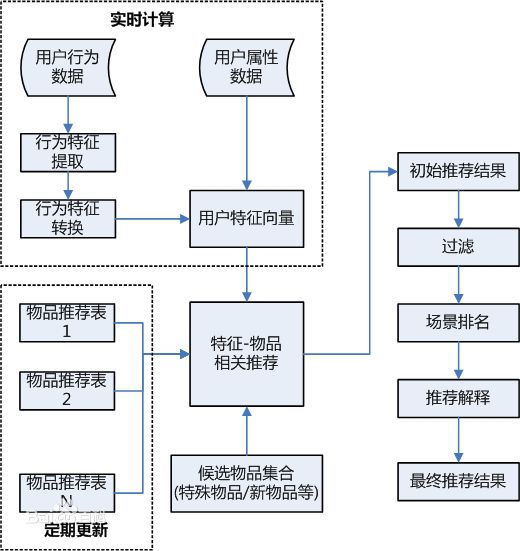 实时计算
用户行为
数据
用户属性
数据
行为特征
提取
行为特征
转换
用户特征向量
物品推荐表
1
物品推荐表
2
物品推荐表
N
定期更新
特征-物品
相关推荐
候选物品集合
(特殊物品/新物品等)
初始推荐结果
过滤
场景排名
推荐解释
最终推荐结果
Bai百科